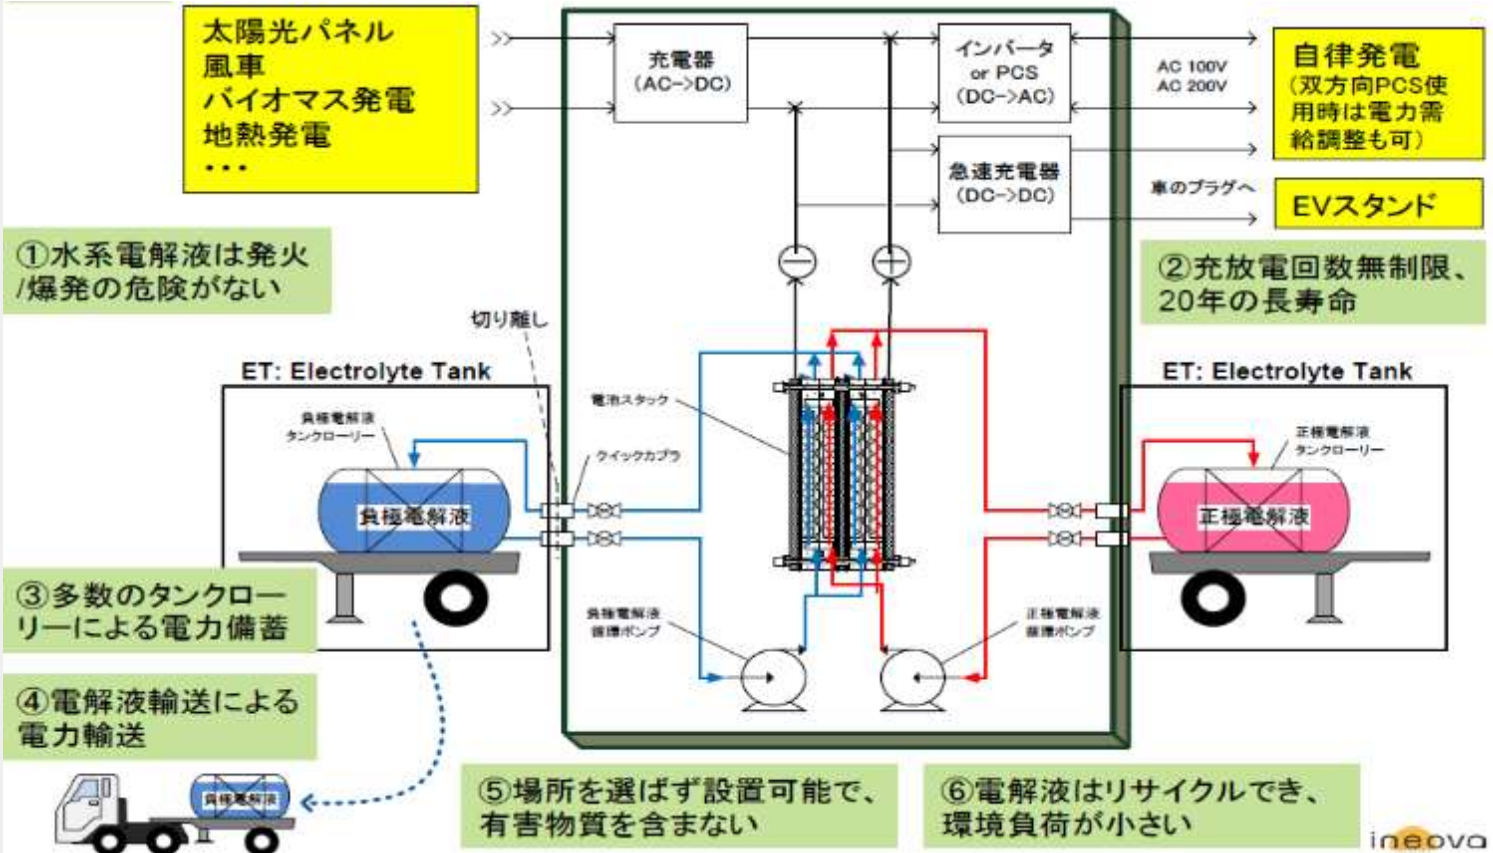 太陽光パネル
風車
バイオマス発電
地熱発電
・・・
充電器
(AC->DC)
インバータ
or PCS
(DC->AC)
AC 100V
AC 200V
自律発電
(双方向PCS使
用時は電力需
給調整も可)
急速充電器
(DC->DC)
車のプラグへ
EVスタンド
①水系電解液は発火
/爆発の危険がない
②充放電回数無制限、
20年の長寿命
切り離し
ET: Electrolyte Tank
ET: Electrolyte Tank
負極電解液
タンクローリー
電池スタック
クイックカプラ
正極電解液
タンクローリー
負極電解液
正極電解液
③多数のタンクロー
リーによる電力備蓄
負極電解液
循環ポンプ
正極電解液
循環ポンプ
④電解液輸送による
電力輸送
負極電解液
⑤場所を選ばず設置可能で、
有害物質を含まない
⑥電解液はリサイクルでき、
環境負荷が小さい
ineova